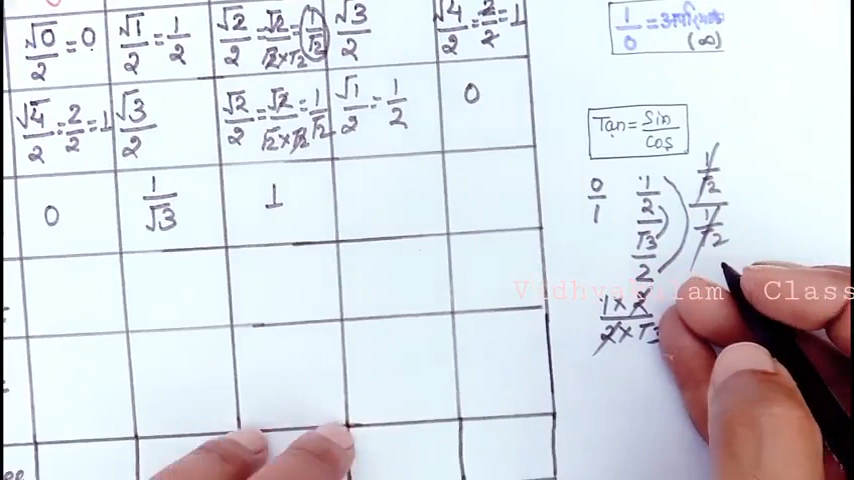 √0/2 = 0 √1/2 = 1/2 √2/2 = √2/√2×√2 = 1/√2 √3/2 √4/2 = 2/2 = 1
√4/2 = 2/2 = 1 √3/2 √2/2 = √2/√2×√2 = 1/√2 √1/2 = 1/2 0
0 1/√3 1
1/0 =
(∞)
Tan = Sin/Cos
0/1 1/2/√3/2 1/√2/1/√2
1×2/2×√3
Vidhya Kalam Class